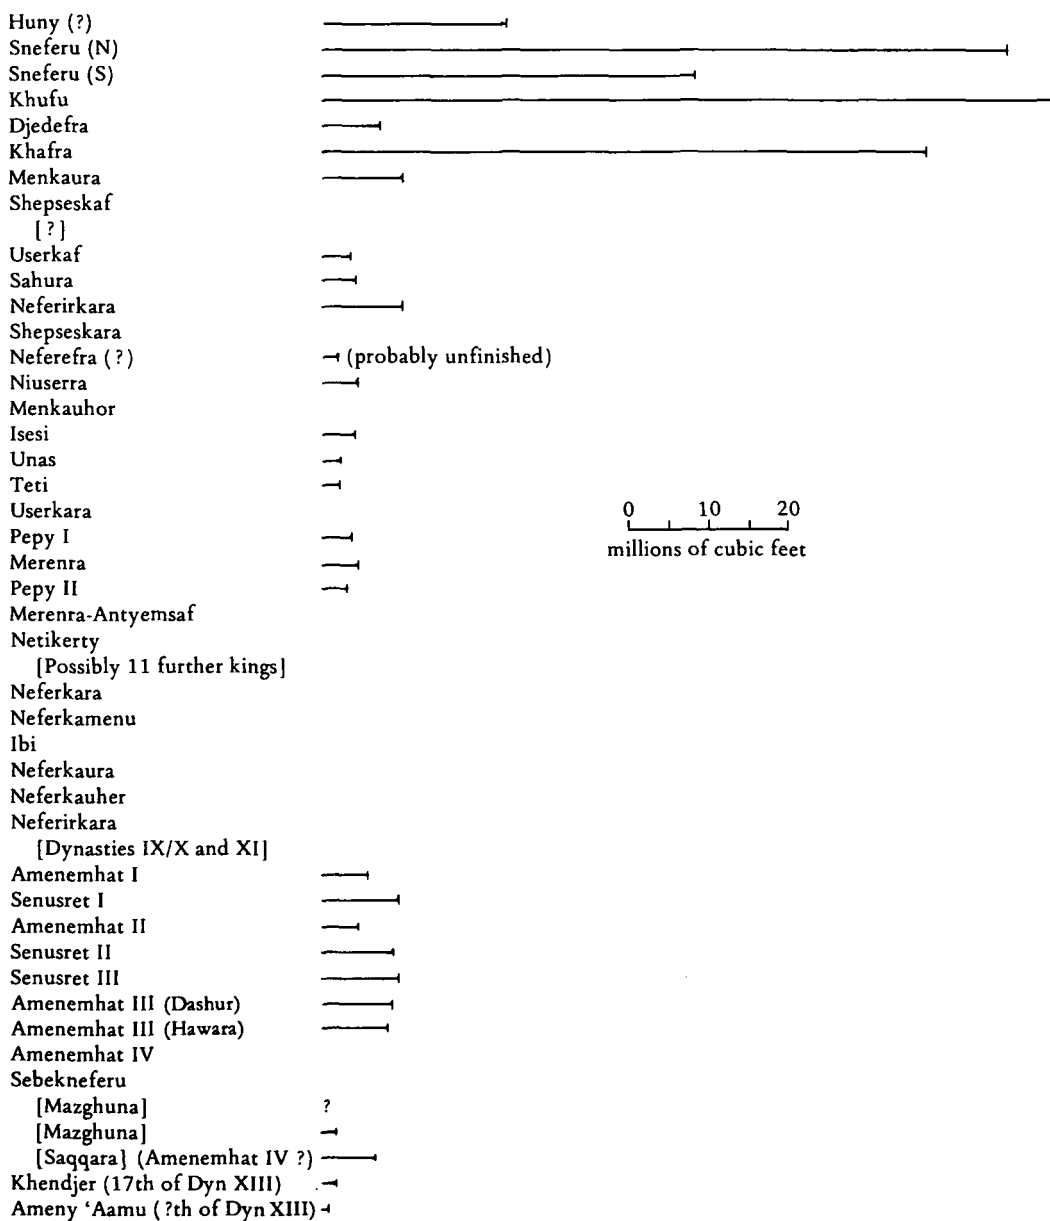 Huny (?)
Sneferu (N)
Sneferu (S)
Khufu
Djedefra
Khafra
Menkaura
Shepseskaf
[?]
Userkaf
Sahura
Neferirkara
Shepseskara
Neferefra (?) (probably unfinished)
Niuserra
Menkauhor
Isesi
Unas
Teti
Userkara
0 10 20
Pepy I
millions of cubic feet
Merenra
Pepy II
Merenra-Antyemsaf
Netikerty
[Possibly 11 further kings]
Neferkara
Neferkamenu
Ibi
Neferkaura
Neferkauher
Neferirkara
[Dynasties IX/X and XI]
Amenemhat I
Senusret I
Amenemhat II
Senusret II
Senusret III
Amenemhat III (Dashur)
Amenemhat III (Hawara)
Amenemhat IV
Sebekneferu
[Mazghuna] ?
[Mazghuna]
[Saqqara] (Amenemhat IV ?)
Khendjer (17th of Dyn XIII)
Ameny 'Aamu (?th of Dyn XIII)